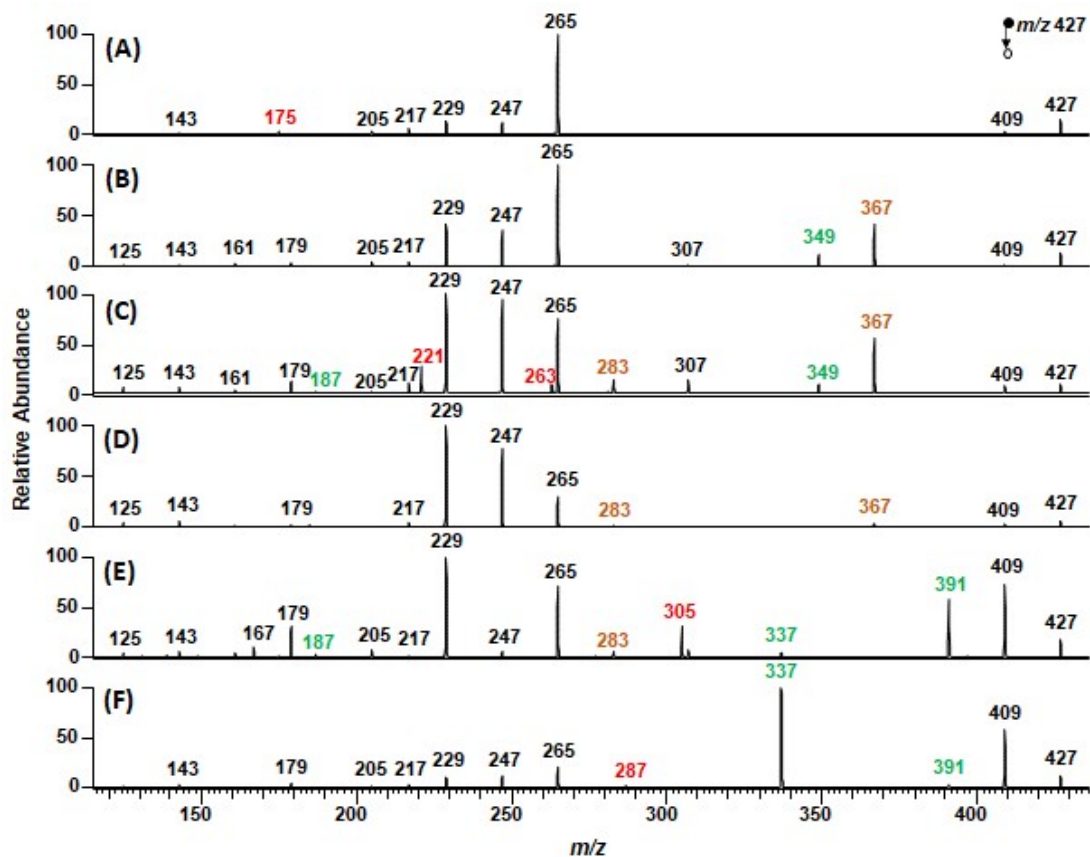 ● m/z 427
(A)
100
50
0
143 175 205 217 229 247 265 409 427
(B)
100
50
0
125 143 161 179 205 217 229 247 265 307 349 367 409 427
(C)
100
50
0
125 143 161 179 187 205 217 221 229 247 263 265 283 307 349 367 409 427
(D)
100
50
0
125 143 179 217 229 247 265 283 367 409 427
(E)
100
50
0
125 143 167 179 187 205 217 229 247 265 283 305 337 391 409 427
(F)
100
50
0
143 179 205 217 229 247 265 287 337 391 409 427
Relative Abundance
150 200 250 300 350 400
m/z